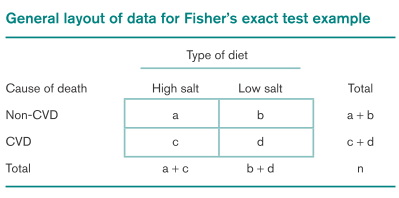 General layout of data for Fisher’s exact test example
Type of diet
Cause of death High salt Low salt Total
Non-CVD a b a + b
CVD c d c + d
Total a + c b + d n